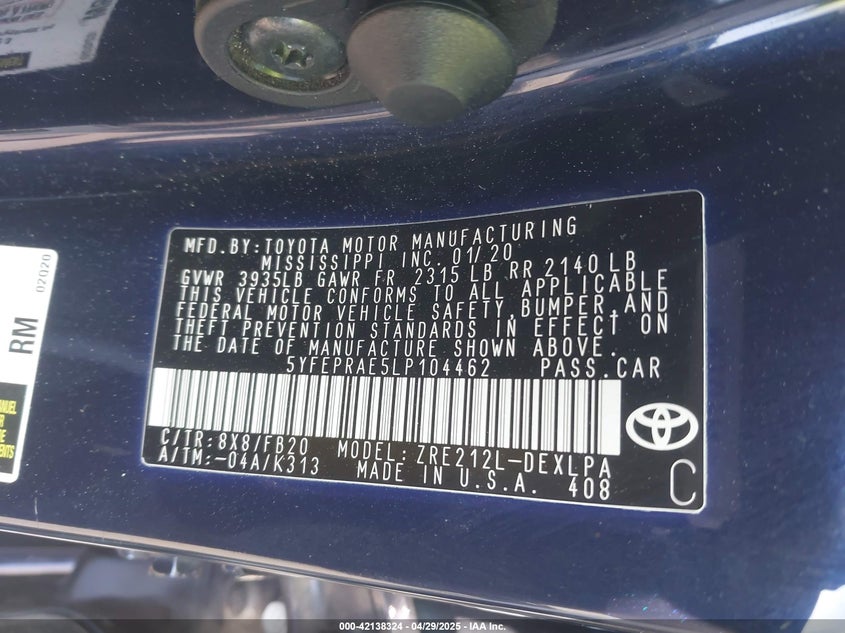 MFD.BY:TOYOTA MOTOR MANUFACTURING
MISSISSIPPI INC. 01/20
GVWR 3935LB GAWR FR 2315 LB RR 2140 LB
THIS VEHICLE CONFORMS TO ALL APPLICABLE
FEDERAL MOTOR VEHICLE SAFETY, BUMPER, AND
THEFT PREVENTION STANDARDS IN EFFECT ON
THE DATE OF MANUFACTURE SHOWN ABOVE.
5YFEPRAE5LP104462 PASS.CAR
C/TR:8X8/FB20 MODEL: ZRE212L-DEXLPA
A/TM:-04A/K313 MADE IN U.S.A. 408
C
RM
02020
000-42138324 - 04/29/2025 - IAA Inc.